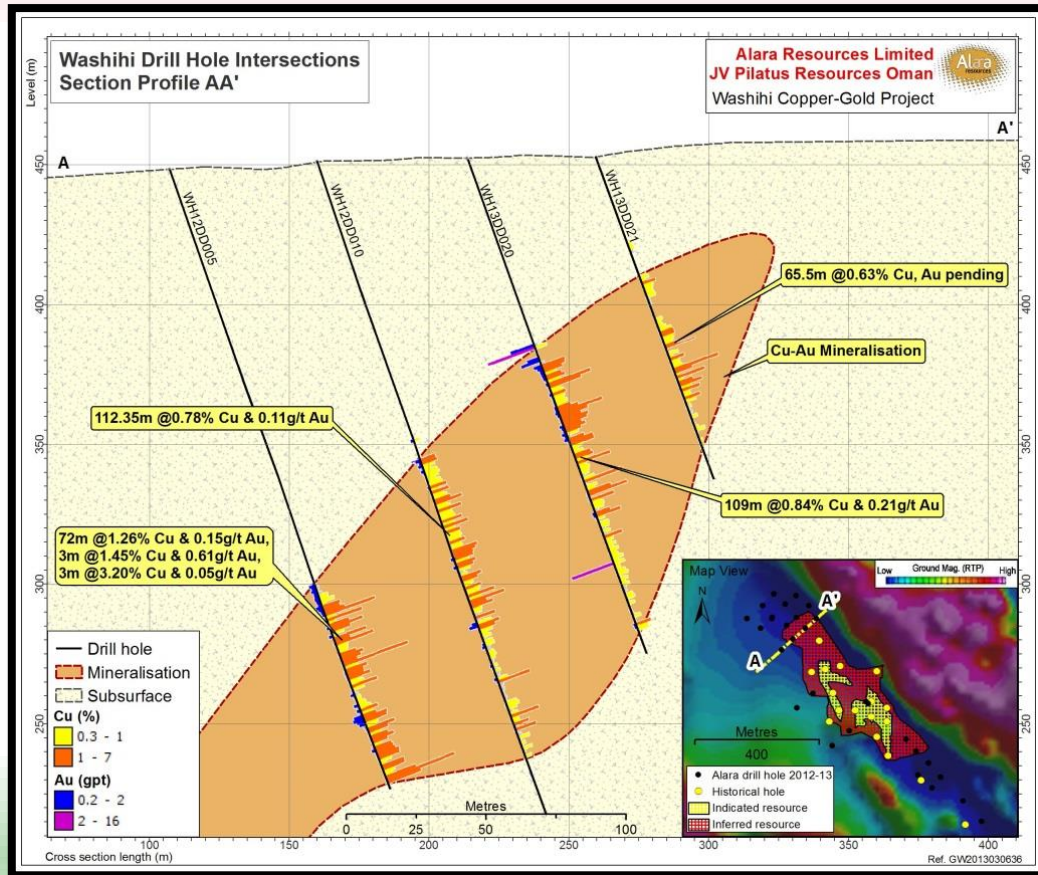 Washihi Drill Hole Intersections
Section Profile AA'
Alara Resources Limited
JV Pilatus Resources Oman
Washihi Copper-Gold Project
Alara
resources
Level (m)
A
A'
450
400
350
300
250
450
400
350
300
250
WH12DD005
WH12DD010
WH13DD020
WH13DD021
65.5m @0.63% Cu, Au pending
Cu-Au Mineralisation
112.35m @0.78% Cu & 0.11g/t Au
109m @0.84% Cu & 0.21g/t Au
72m @1.26% Cu & 0.15g/t Au,
3m @1.45% Cu & 0.61g/t Au,
3m @3.20% Cu & 0.05g/t Au
Drill hole
Mineralisation
Subsurface
Cu (%)
0.3 - 1
1 - 7
Au (gpt)
0.2 - 2
2 - 16
Metres
0 50 100
Map View
N
Ground Mag. (RTP)
Low High
A
A'
Metres
400
Alara drill hole 2012-13
Historical hole
Indicated resource
Inferred resource
100 150 200 250 300 350 400
Cross section length (m)
Ref. GW2013030636